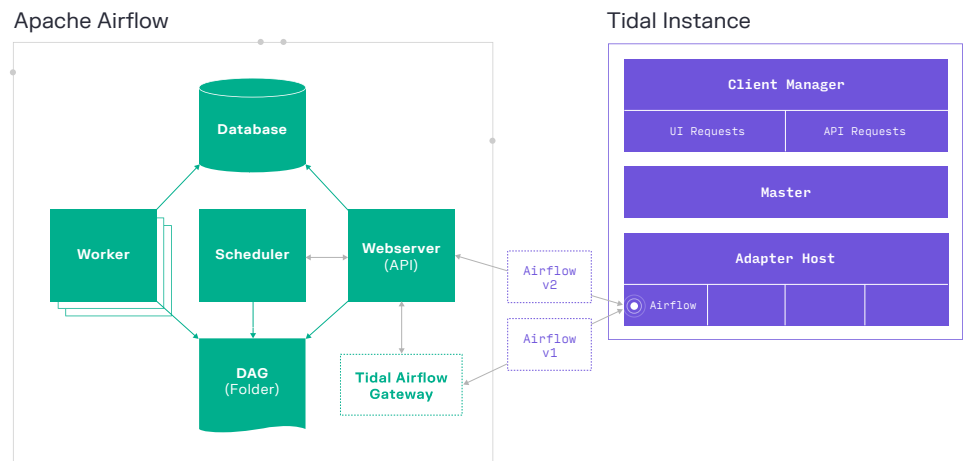 Apache Airflow
Tidal Instance
Database
Worker
Scheduler
Webserver
(API)
DAG
(Folder)
Tidal Airflow
Gateway
Airflow
v2
Airflow
v1
Client Manager
UI Requests
API Requests
Master
Adapter Host
Airflow